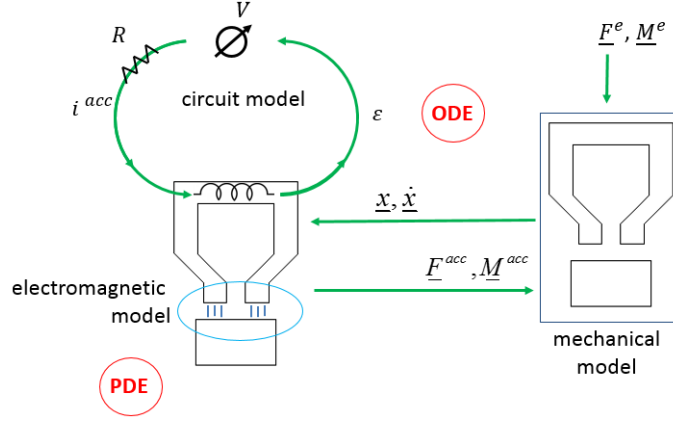 V
R
F^e, M^e
i^acc
circuit model
ε
ODE
x, ẋ
F^acc, M^acc
electromagnetic
model
mechanical
model
PDE